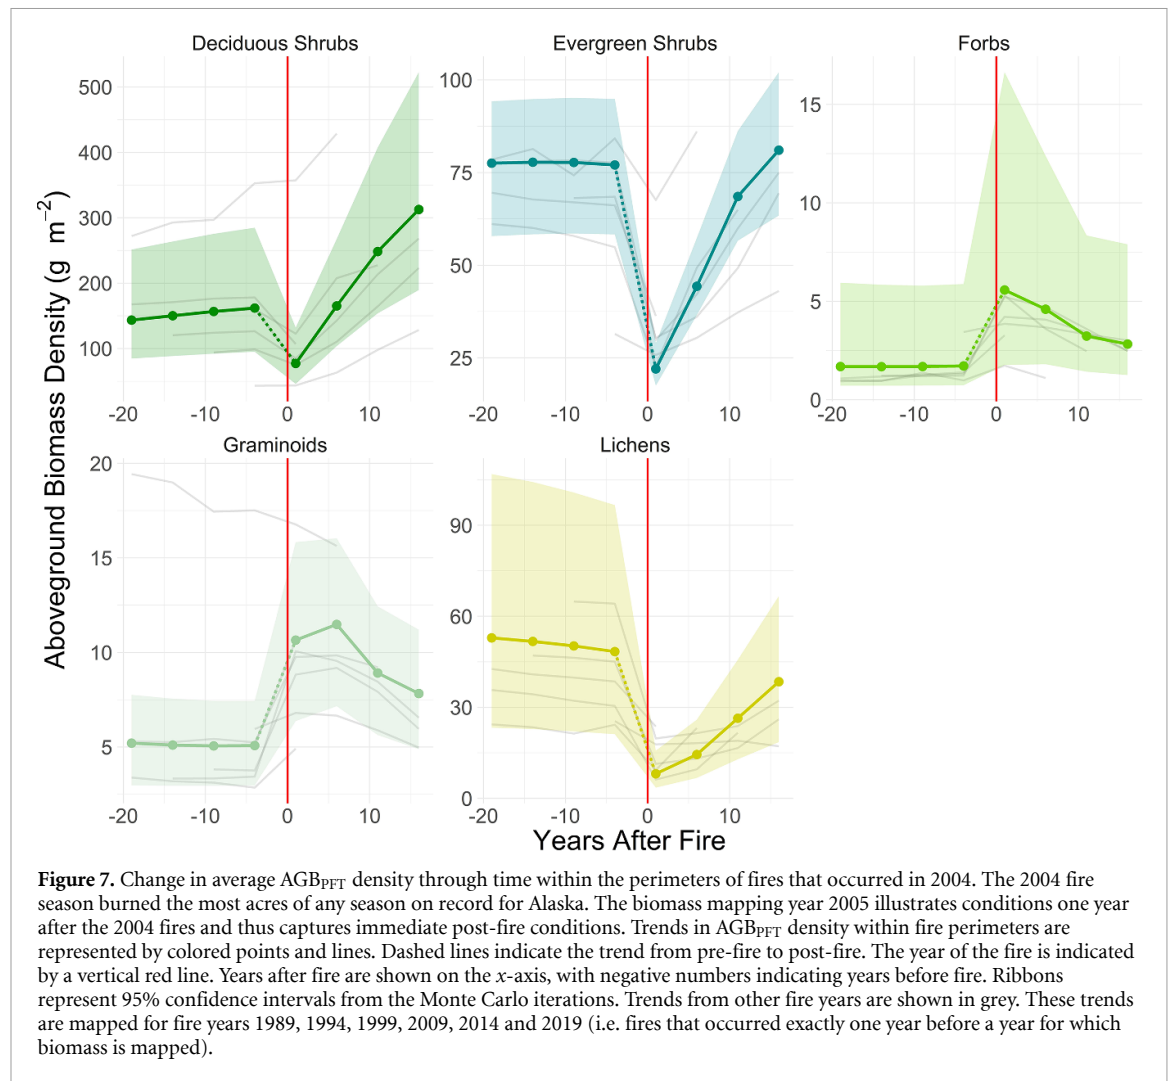 Deciduous Shrubs
Evergreen Shrubs
Forbs
500
400
300
200
100
-20 -10 0 10
100
75
50
25
-20 -10 0 10
15
10
5
0
-20 -10 0 10
Aboveground Biomass Density (g m⁻²)
Graminoids
Lichens
20
15
10
5
-20 -10 0 10
90
60
30
0
-20 -10 0 10
Years After Fire
Figure 7. Change in average AGBPFT density through time within the perimeters of fires that occurred in 2004. The 2004 fire
season burned the most acres of any season on record for Alaska. The biomass mapping year 2005 illustrates conditions one year
after the 2004 fires and thus captures immediate post-fire conditions. Trends in AGBPFT density within fire perimeters are
represented by colored points and lines. Dashed lines indicate the trend from pre-fire to post-fire. The year of the fire is indicated
by a vertical red line. Years after fire are shown on the x-axis, with negative numbers indicating years before fire. Ribbons
represent 95% confidence intervals from the Monte Carlo iterations. Trends from other fire years are shown in grey. These trends
are mapped for fire years 1989, 1994, 1999, 2009, 2014 and 2019 (i.e. fires that occurred exactly one year before a year for which
biomass is mapped).